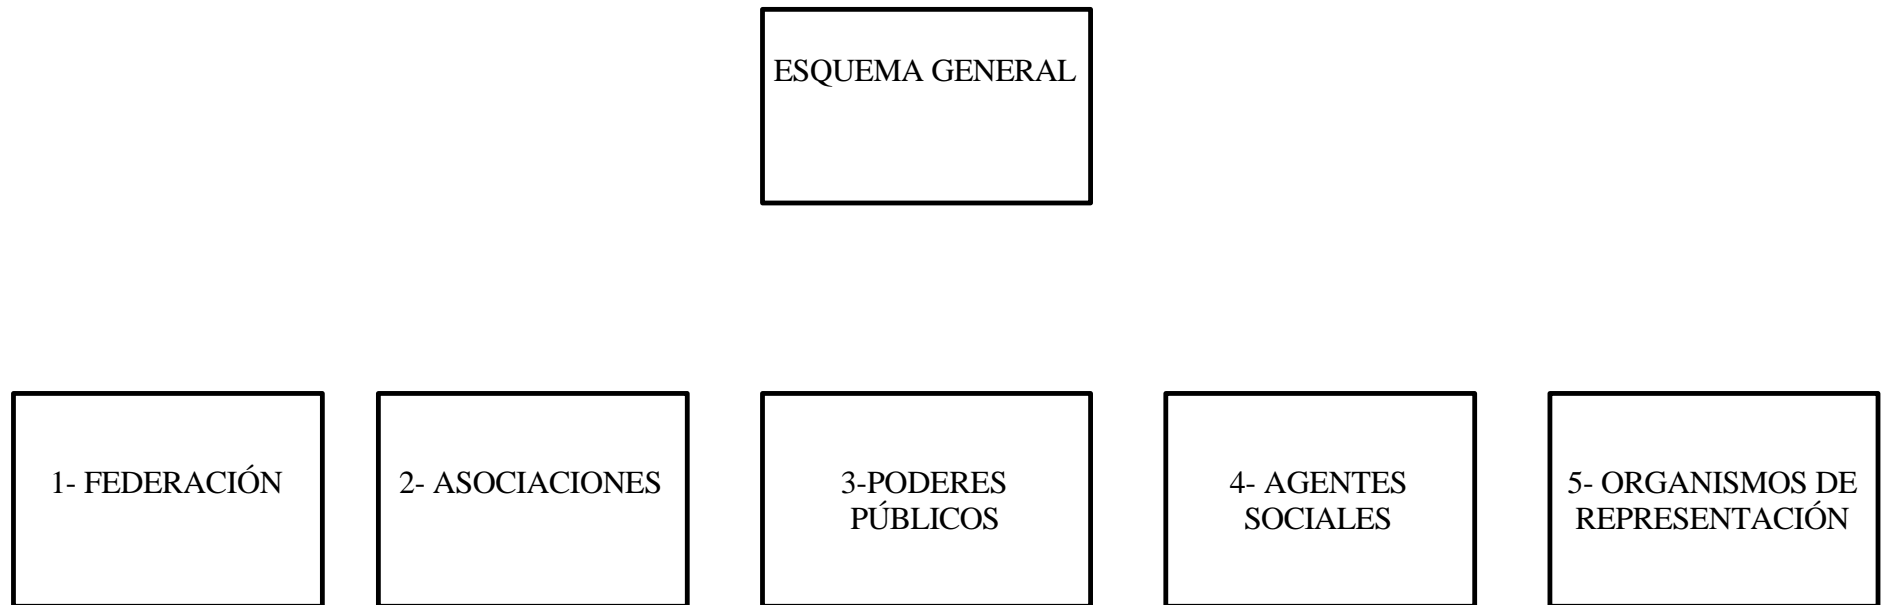 ESQUEMA GENERAL
1- FEDERACIÓN
2- ASOCIACIONES
3-PODERES
PÚBLICOS
4- AGENTES
SOCIALES
5- ORGANISMOS DE
REPRESENTACIÓN